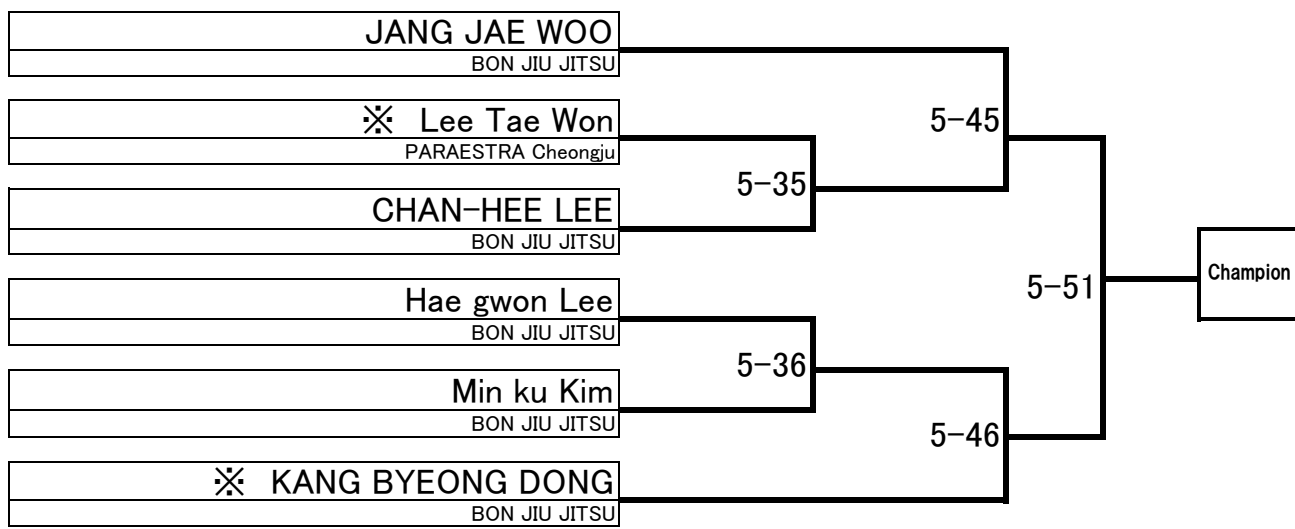 JANG JAE WOO
BON JIU JITSU
※ Lee Tae Won
PARAESTRA Cheongju
CHAN-HEE LEE
BON JIU JITSU
Hae gwon Lee
BON JIU JITSU
Min ku Kim
BON JIU JITSU
※ KANG BYEONG DONG
BON JIU JITSU
5-35
5-36
5-45
5-46
5-51
Champion